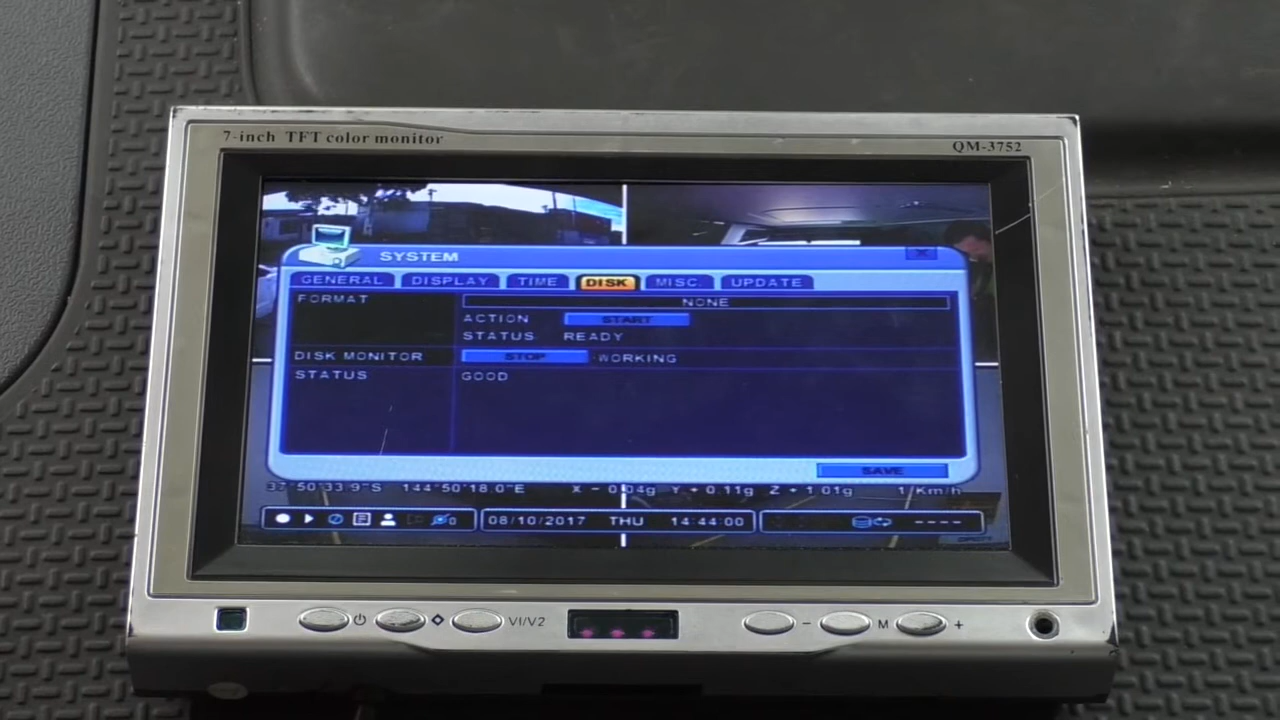 7-inch TFT color monitor
QM-3752
SYSTEM
X
GENERAL DISPLAY TIME DISK MISC. UPDATE
FORMAT NONE
ACTION START
STATUS READY
DISK MONITOR STOP WORKING
STATUS GOOD
SAVE
37°50'33.9"S 144°50'18.0"E X - 0.04g Y + 0.11g Z + 1.01g 1 Km/h
08/10/2017 THU 14:44:00 ----
V1/V2 - M +